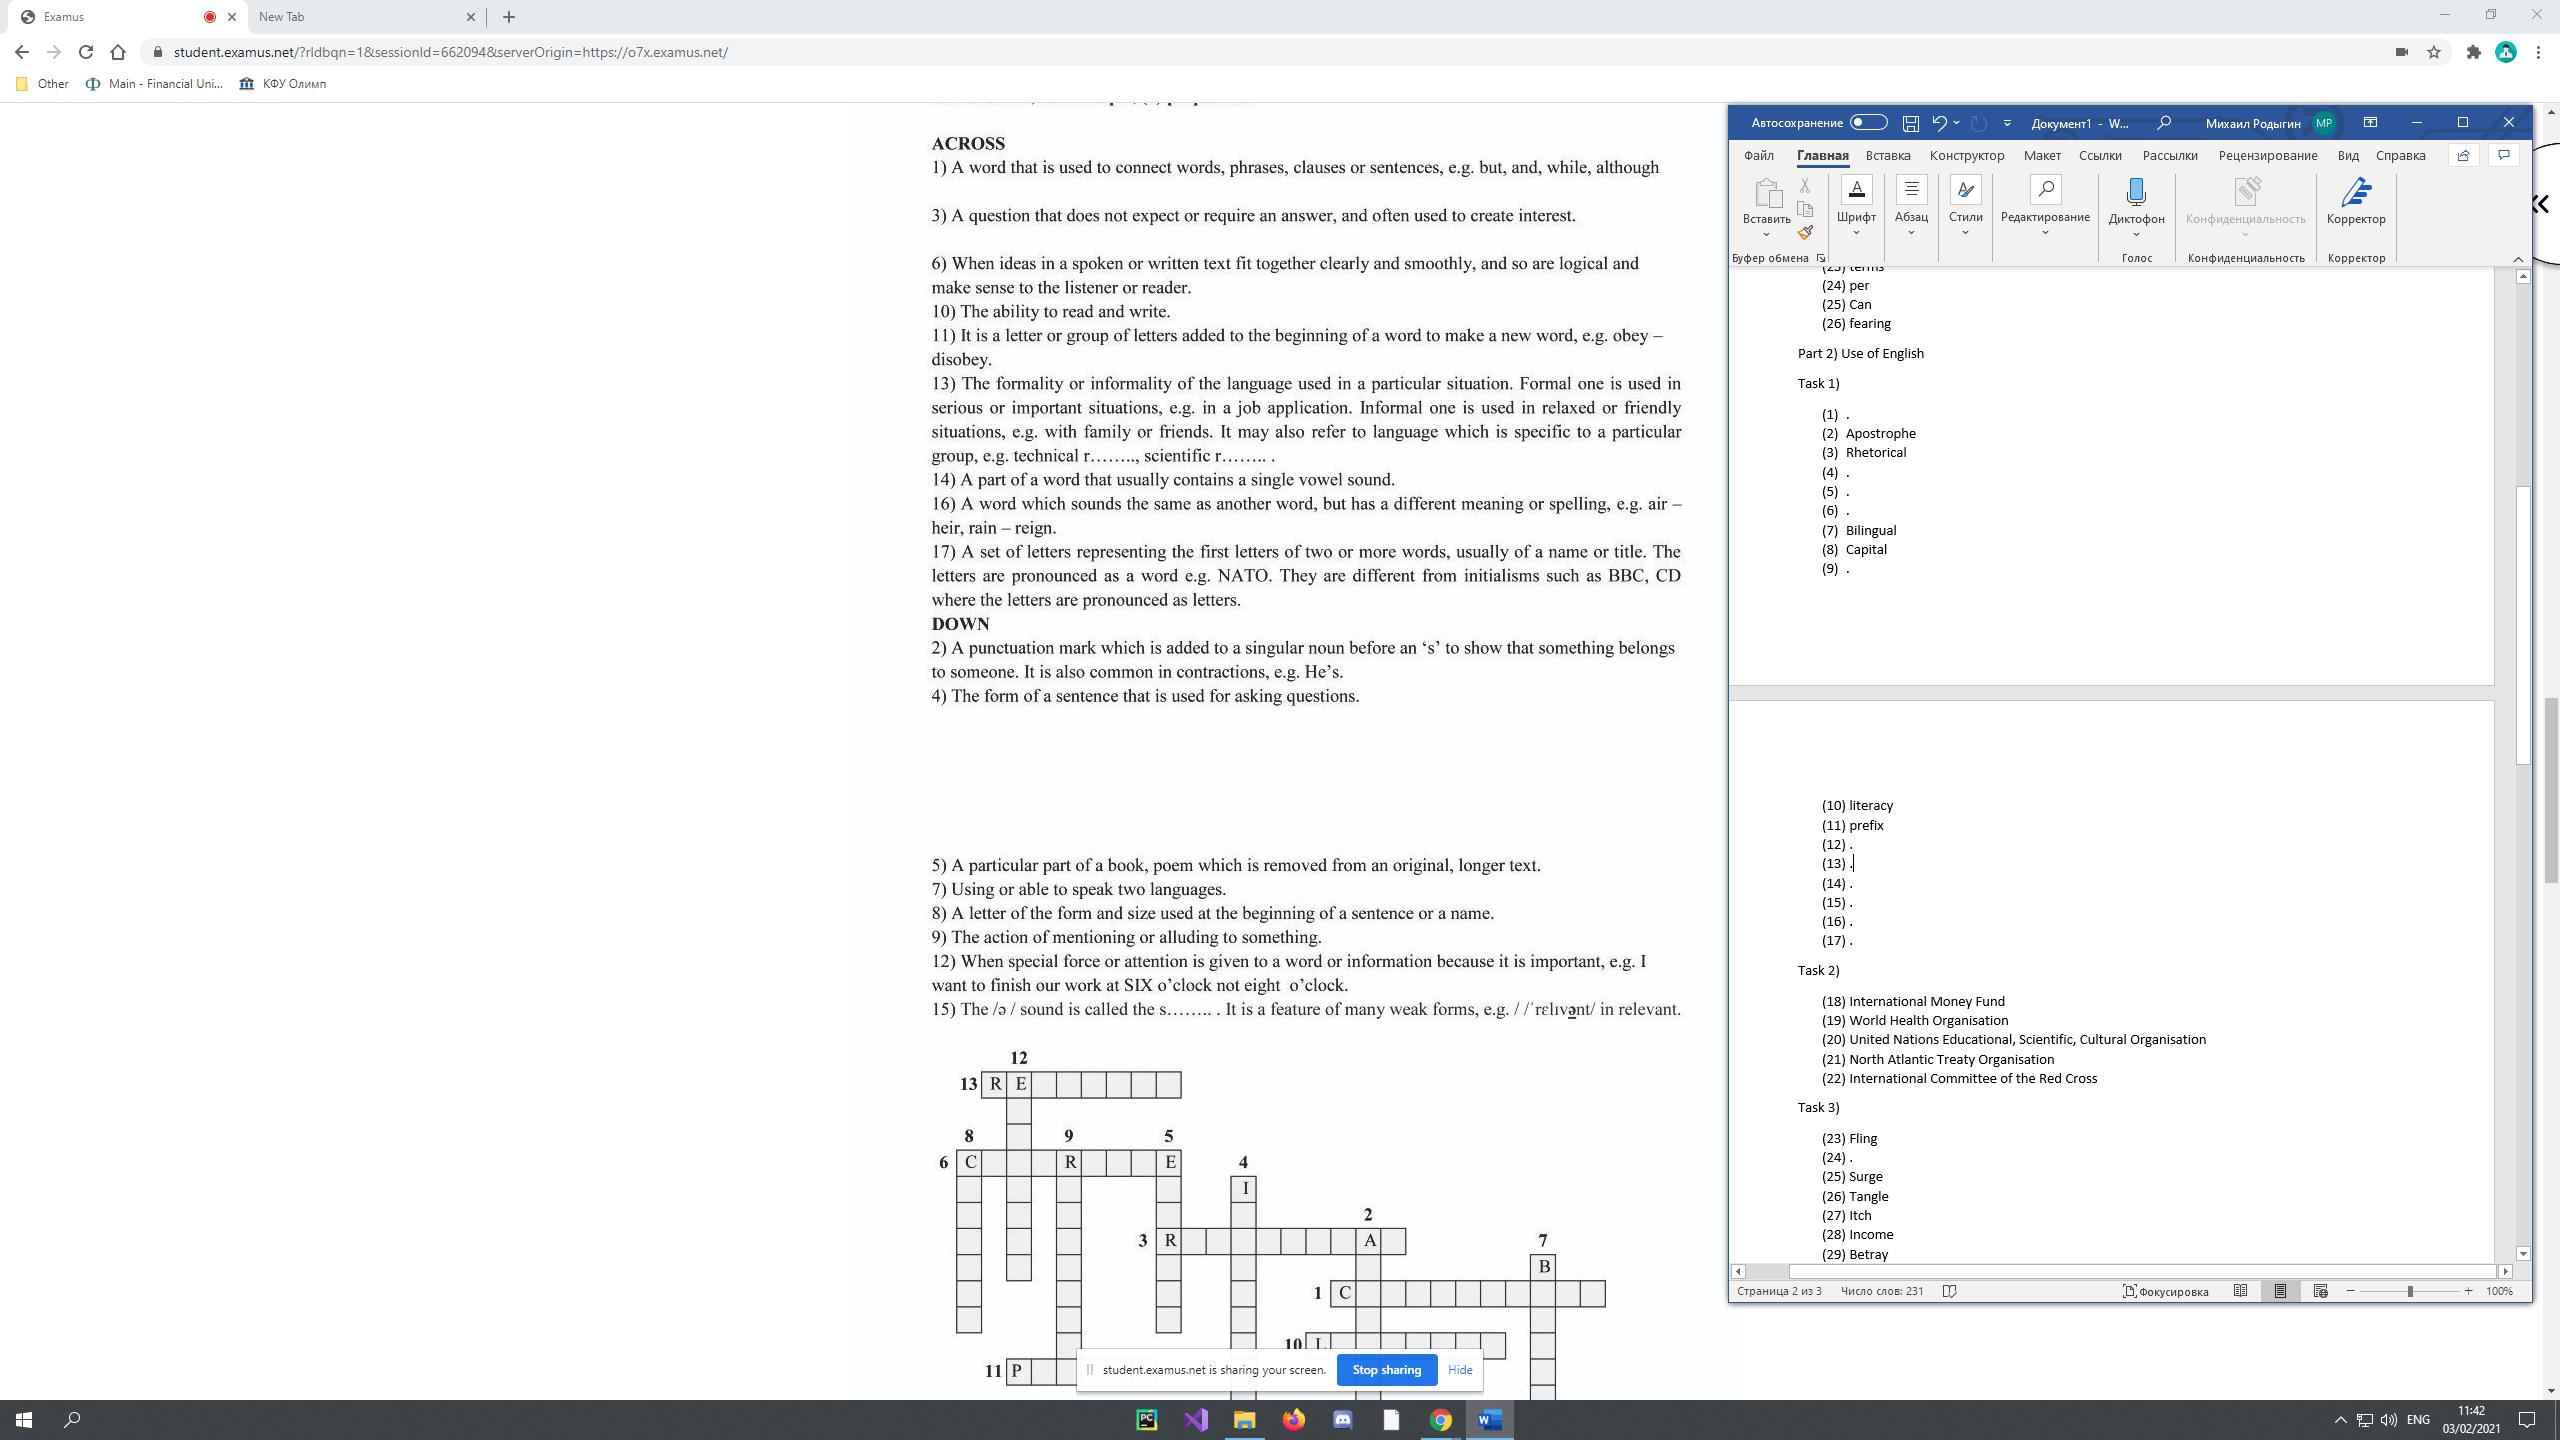 Examus
New Tab
student.examus.net/?rldbqn=1&sessionId=662094&serverOrigin=https://o7x.examus.net/
Other
Main - Financial Uni...
КФУ Олимп
ACROSS
1) A word that is used to connect words, phrases, clauses or sentences, e.g. but, and, while, although
3) A question that does not expect or require an answer, and often used to create interest.
6) When ideas in a spoken or written text fit together clearly and smoothly, and so are logical and
make sense to the listener or reader.
10) The ability to read and write.
11) It is a letter or group of letters added to the beginning of a word to make a new word, e.g. obey –
disobey.
13) The formality or informality of the language used in a particular situation. Formal one is used in
serious or important situations, e.g. in a job application. Informal one is used in relaxed or friendly
situations, e.g. with family or friends. It may also refer to language which is specific to a particular
group, e.g. technical r…….., scientific r…….. .
14) A part of a word that usually contains a single vowel sound.
16) A word which sounds the same as another word, but has a different meaning or spelling, e.g. air –
heir, rain – reign.
17) A set of letters representing the first letters of two or more words, usually of a name or title. The
letters are pronounced as a word e.g. NATO. They are different from initialisms such as BBC, CD
where the letters are pronounced as letters.
DOWN
2) A punctuation mark which is added to a singular noun before an ‘s’ to show that something belongs
to someone. It is also common in contractions, e.g. He’s.
4) The form of a sentence that is used for asking questions.
5) A particular part of a book, poem which is removed from an original, longer text.
7) Using or able to speak two languages.
8) A letter of the form and size used at the beginning of a sentence or a name.
9) The action of mentioning or alluding to something.
12) When special force or attention is given to a word or information because it is important, e.g. I
want to finish our work at SIX o’clock not eight o’clock.
15) The /ə / sound is called the s…….. . It is a feature of many weak forms, e.g. / /ˈrɛlɪvənt/ in relevant.
12
13 R E
8 9 5
6 C R E 4
I
2
3 R A 7
B
1 C
10 L
11 P
student.examus.net is sharing your screen.
Stop sharing
Hide
Автосохранение
Документ1 - W...
Михаил Родыгин
МР
Файл
Главная
Вставка
Конструктор
Макет
Ссылки
Рассылки
Рецензирование
Вид
Справка
Вставить
Шрифт
Абзац
Стили
Редактирование
Диктофон
Конфиденциальность
Корректор
Буфер обмена
Голос
Конфиденциальность
Корректор
(23) terms
(24) per
(25) Can
(26) fearing
Part 2) Use of English
Task 1)
(1) .
(2) Apostrophe
(3) Rhetorical
(4) .
(5) .
(6) .
(7) Bilingual
(8) Capital
(9) .
(10) literacy
(11) prefix
(12) .
(13) .
(14) .
(15) .
(16) .
(17) .
Task 2)
(18) International Money Fund
(19) World Health Organisation
(20) United Nations Educational, Scientific, Cultural Organisation
(21) North Atlantic Treaty Organisation
(22) International Committee of the Red Cross
Task 3)
(23) Fling
(24) .
(25) Surge
(26) Tangle
(27) Itch
(28) Income
(29) Betray
Страница 2 из 3
Число слов: 231
Фокусировка
100%
ENG
11:42
03/02/2021